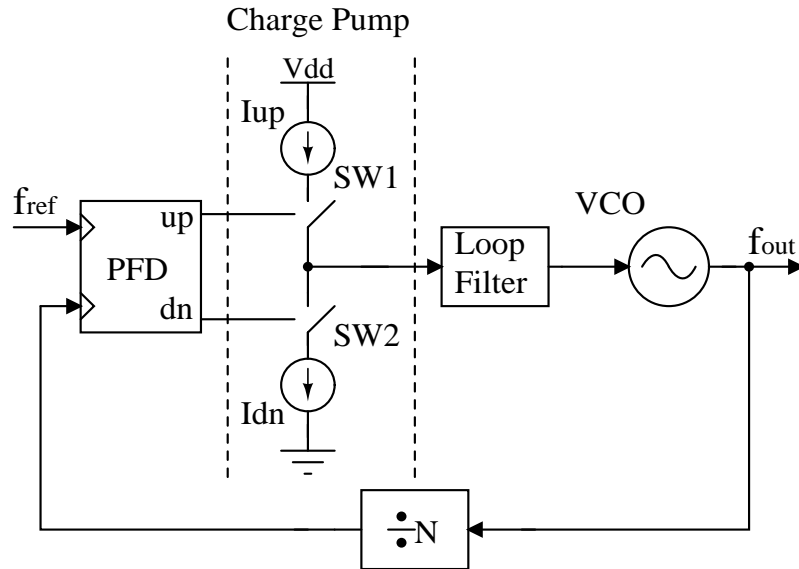 Charge Pump
Vdd
Iup
SW1
fref
up
PFD
dn
SW2
Idn
Loop
Filter
VCO
fout
÷N